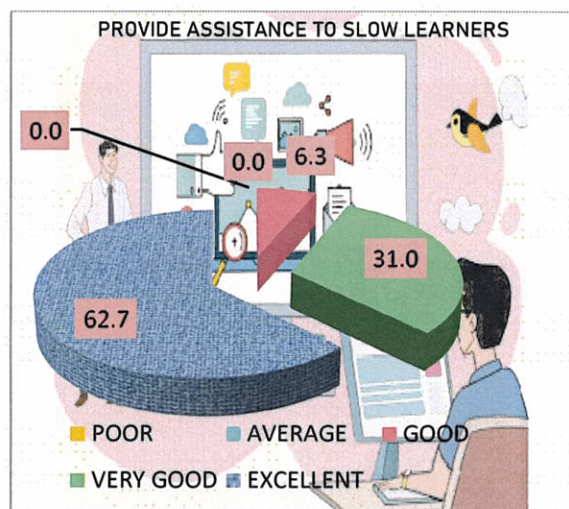 PROVIDE ASSISTANCE TO SLOW LEARNERS
0.0
0.0 6.3
31.0
62.7
POOR AVERAGE GOOD
VERY GOOD EXCELLENT